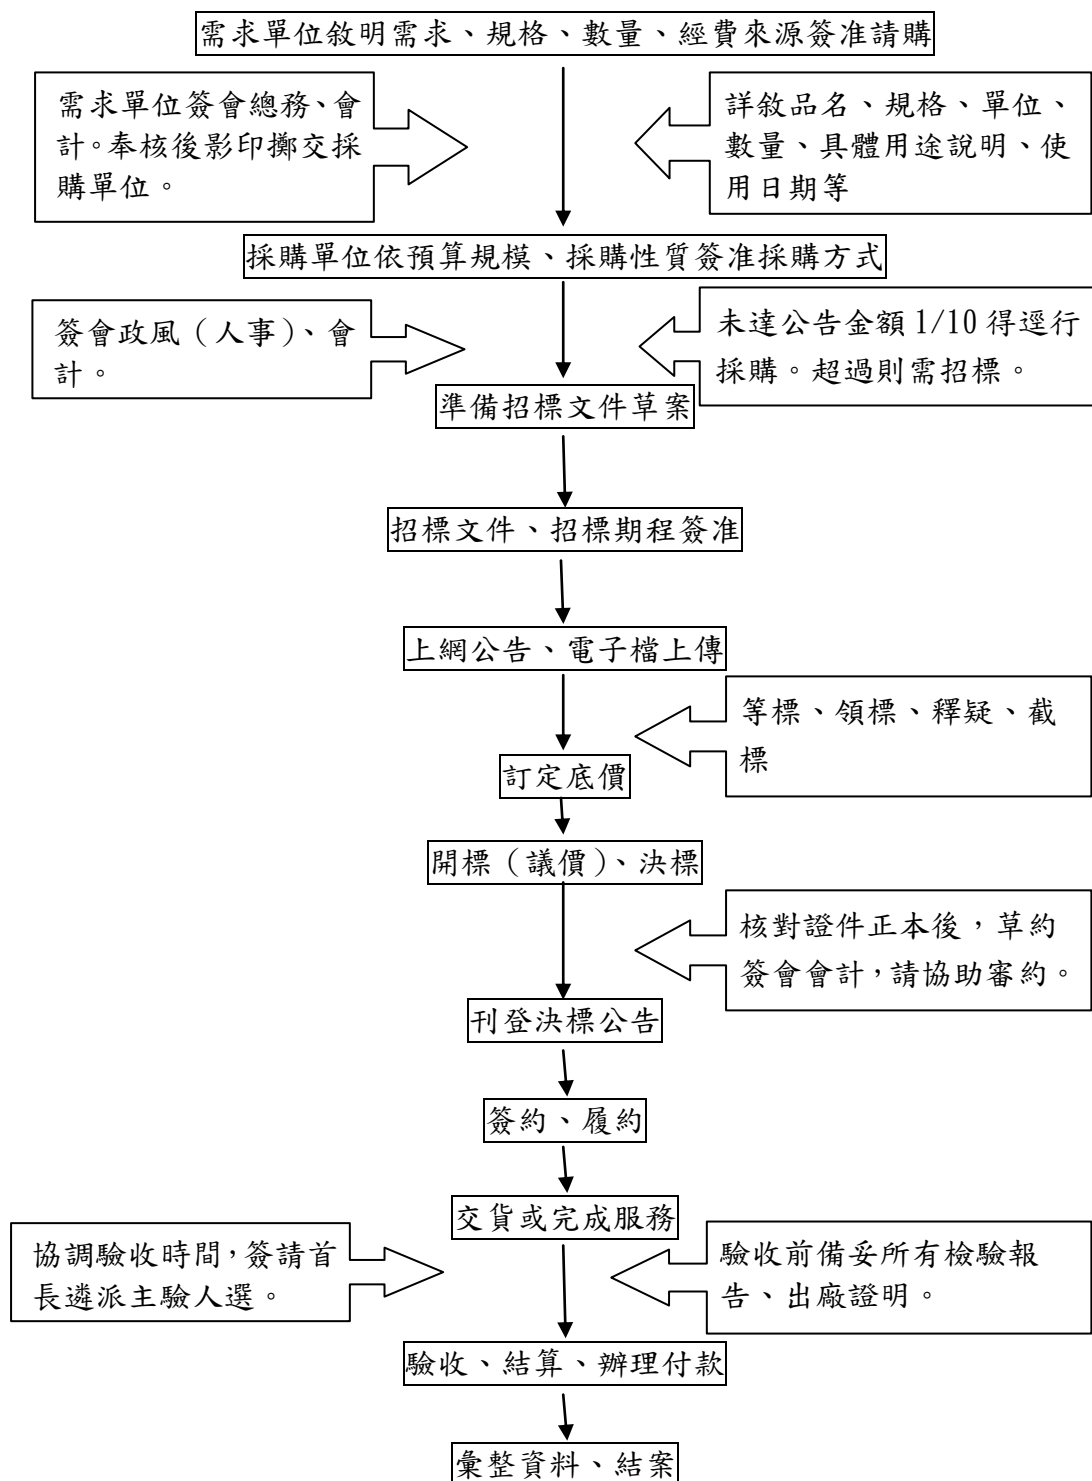 需求單位敘明需求、規格、數量、經費來源簽准請購
需求單位簽會總務、會
計。奉核後影印擲交採
購單位。
詳敘品名、規格、單位、
數量、具體用途說明、使
用日期等
採購單位依預算規模、採購性質簽准採購方式
簽會政風（人事）、會
計。
未達公告金額 1/10 得逕行
採購。超過則需招標。
準備招標文件草案
招標文件、招標期程簽准
上網公告、電子檔上傳
等標、領標、釋疑、截
標
訂定底價
開標（議價）、決標
核對證件正本後，草約
簽會會計，請協助審約。
刊登決標公告
簽約、履約
交貨或完成服務
協調驗收時間，簽請首
長遴派主驗人選。
驗收前備妥所有檢驗報
告、出廠證明。
驗收、結算、辦理付款
彙整資料、結案